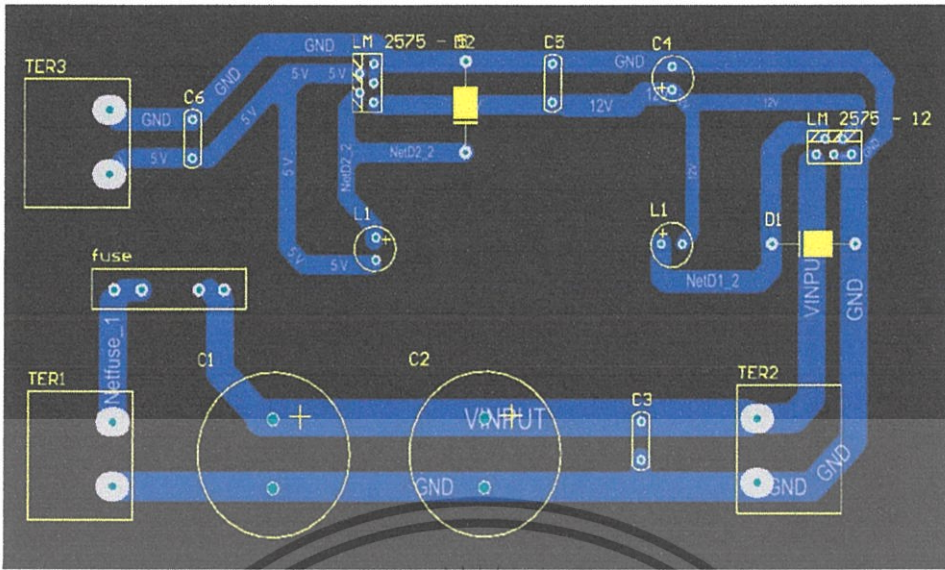 LM 2575 -
C5
C4
TER3
GND
GND
GND
5V
5V
C6
12V
12V
12V
LM 2575 - 12
GND
5V
5V
GND
NetD2_2
NetD2_2
5V
12V
L1
L1
D1
5V
5V
fuse
NetD1_2
VINPUT
GND
Netfuse_1
C1
C2
TER1
TER2
C3
VINPUT
GND
GND
GND